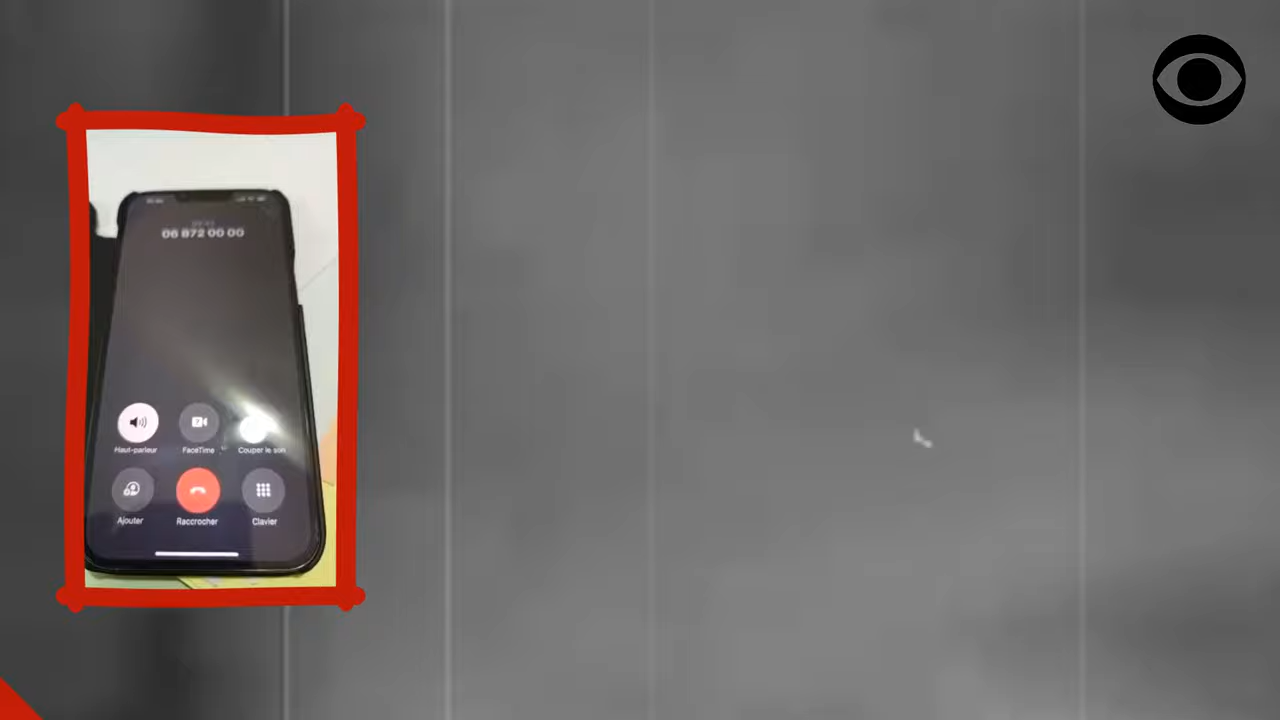 06 872 00 00
Haut-parleur
FaceTime
Couper le son
Ajouter
Raccrocher
Clavier